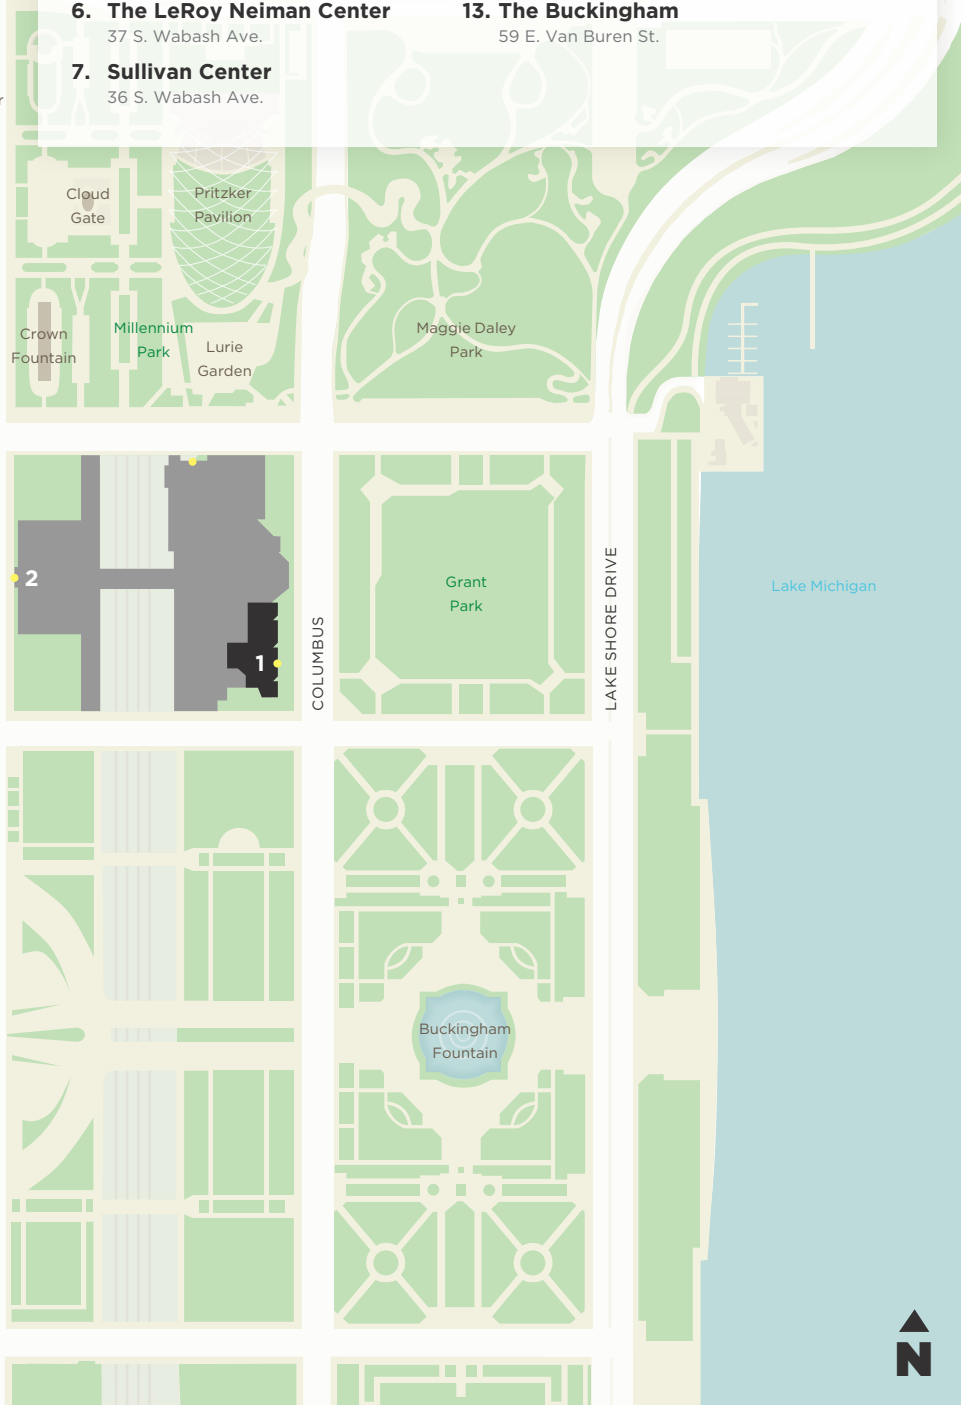 6. The LeRoy Neiman Center
37 S. Wabash Ave.
7. Sullivan Center
36 S. Wabash Ave.
13. The Buckingham
59 E. Van Buren St.
r
Cloud
Gate
Pritzker
Pavilion
Crown
Fountain
Millennium
Park
Lurie
Garden
Maggie Daley
Park
2
1
COLUMBUS
Grant
Park
LAKE SHORE DRIVE
Lake Michigan
Buckingham
Fountain
N